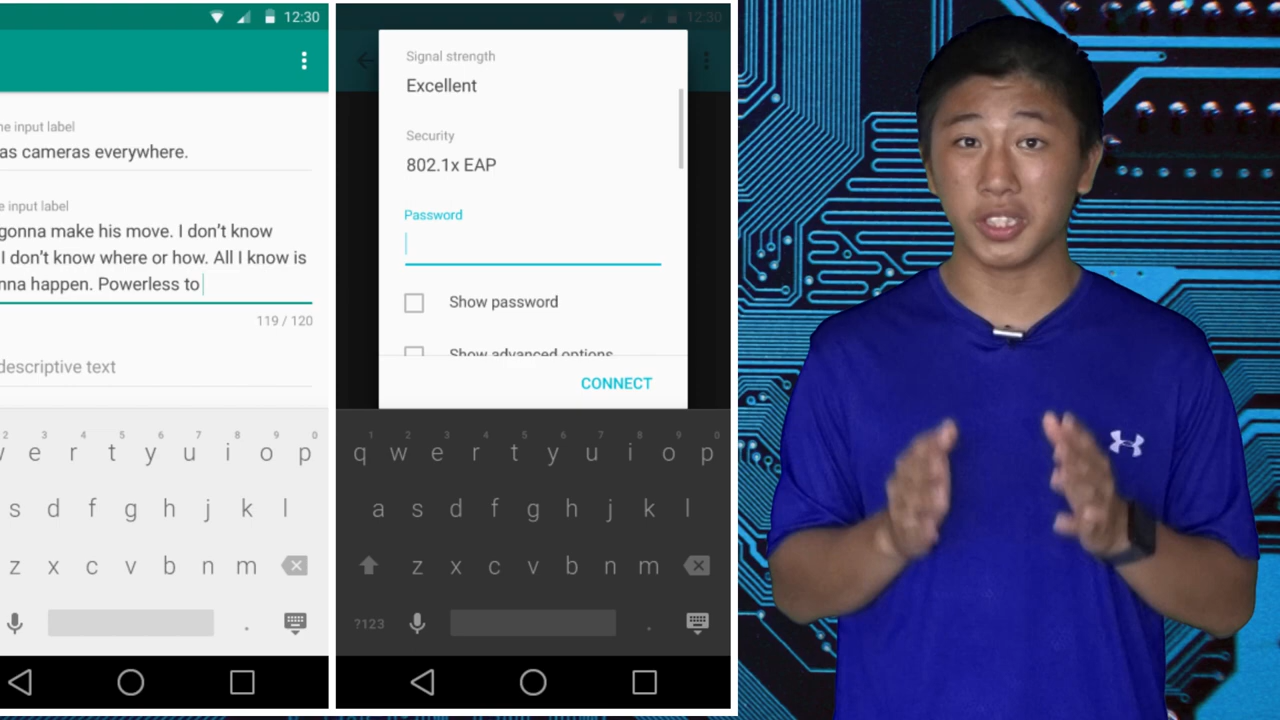 12:30
ne input label
as cameras everywhere.
e input label
gonna make his move. I don't know
I don't know where or how. All I know is
nna happen. Powerless to
119 / 120
descriptive text
2 3 4 5 6 7 8 9 0
e r t y u i o p
s d f g h j k l
z x c v b n m
.
12:30
Signal strength
Excellent
Security
802.1x EAP
Password
Show password
Show advanced options
CONNECT
1 2 3 4 5 6 7 8 9 0
q w e r t y u i o p
a s d f g h j k l
z x c v b n m
?123 .